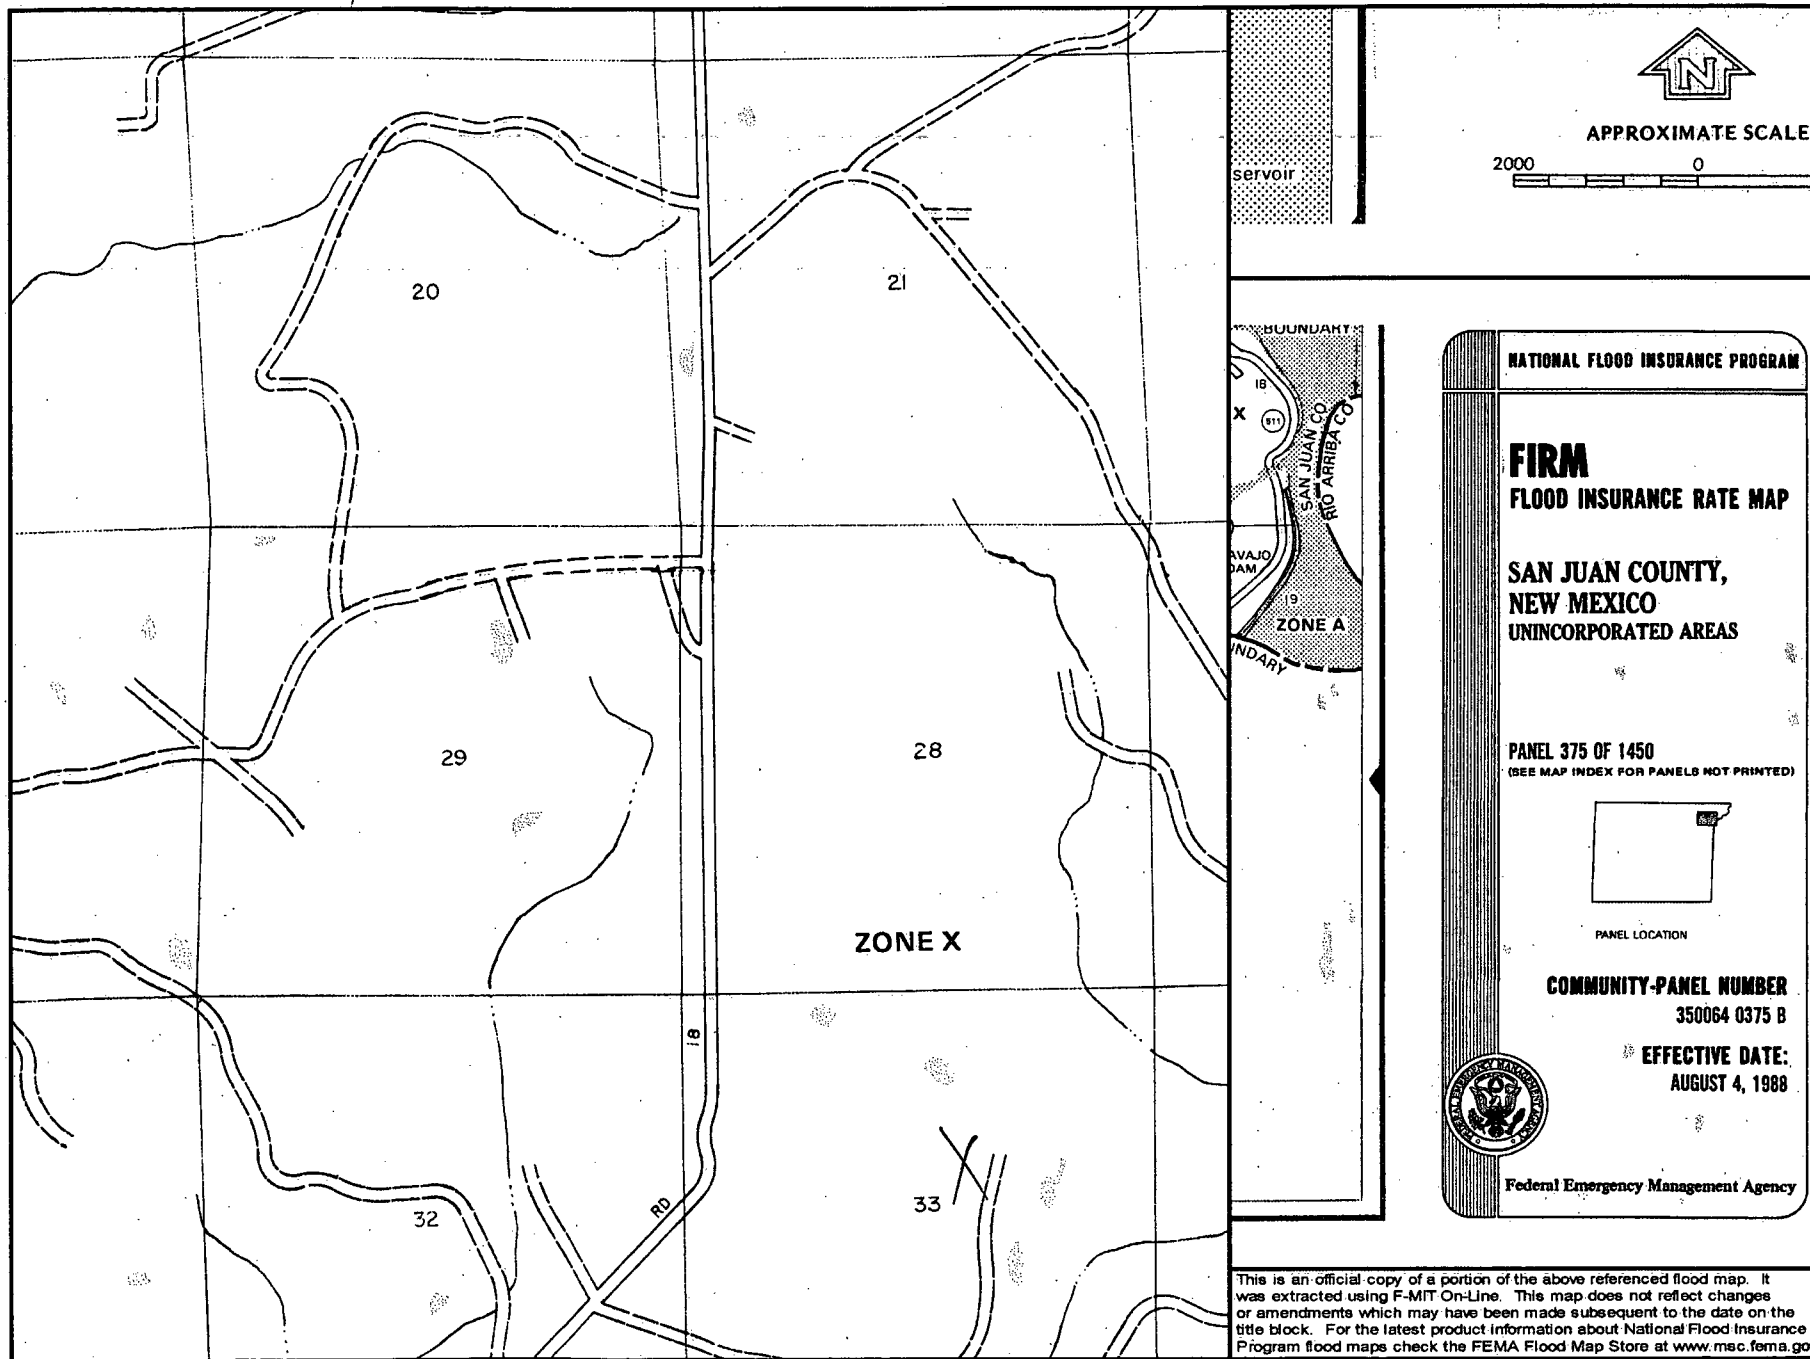 20
21
29
28
ZONE X
18
RD
32
33
servoir
BOUNDARY
18
X
511
SAN JUAN CO
RIO ARRIBA CO
AVAJO
DAM
19
ZONE A
UNDARY
N
APPROXIMATE SCALE
2000 0
NATIONAL FLOOD INSURANCE PROGRAM
FIRM
FLOOD INSURANCE RATE MAP
SAN JUAN COUNTY,
NEW MEXICO
UNINCORPORATED AREAS
PANEL 375 OF 1450
(SEE MAP INDEX FOR PANELS NOT PRINTED)
PANEL LOCATION
COMMUNITY-PANEL NUMBER
350064 0375 B
EFFECTIVE DATE:
AUGUST 4, 1988
FEDERAL EMERGENCY MANAGEMENT AGENCY
Federal Emergency Management Agency
This is an official copy of a portion of the above referenced flood map. It
was extracted using F-MIT On-Line. This map does not reflect changes
or amendments which may have been made subsequent to the date on the
title block. For the latest product information about National Flood Insurance
Program flood maps check the FEMA Flood Map Store at www.msc.fema.go